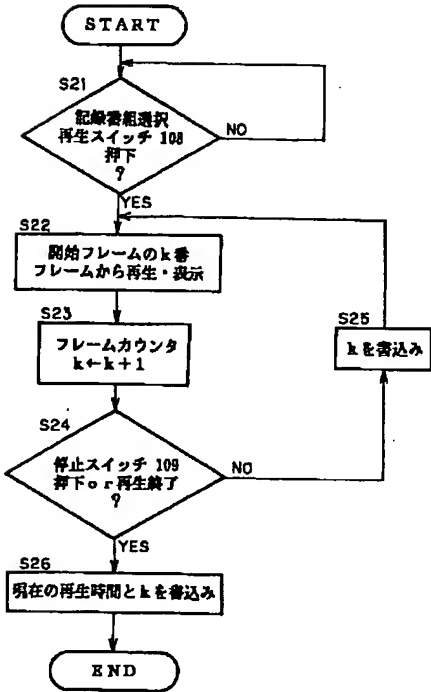 START
S21
記録番組選択
再生スイッチ 108
押下
?
NO
YES
S22
開始フレームのk番
フレームから再生・表示
S23
フレームカウンタ
k←k+1
S25
kを書込み
S24
停止スイッチ 109
押下or再生終了
?
NO
YES
S26
現在の再生時間とkを書込み
END